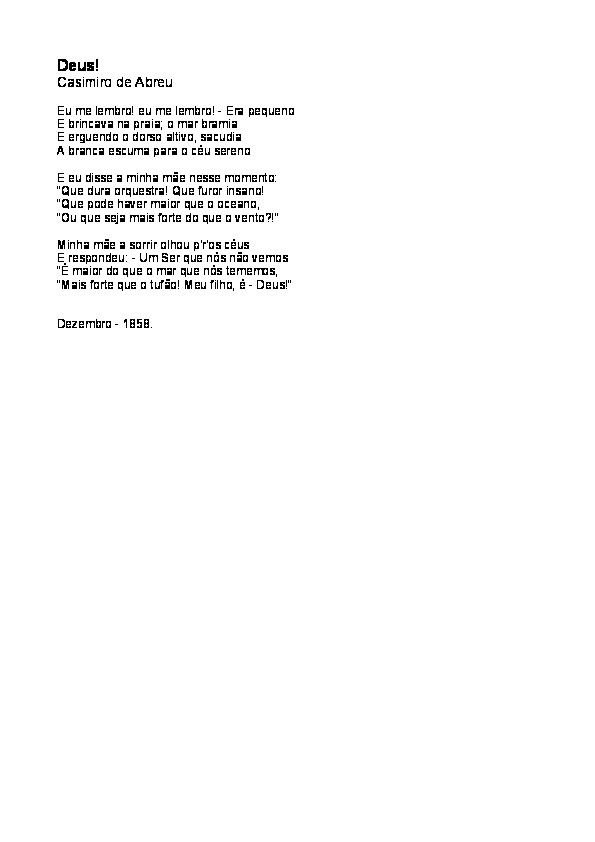 Deus!
Casimiro de Abreu
Eu me lembro! eu me lembro! - Era pequeno
E brincava na praia; o mar bramia
E erguendo o dorso altivo, sacudia
A branca escuma para o céu sereno
E eu disse a minha mãe nesse momento:
"Que dura orquestra! Que furor insano!
"Que pode haver maior que o oceano,
"Ou que seja mais forte do que o vento?!"
Minha mãe a sorrir olhou p'r'os céus
E respondeu: - Um Ser que nós não vemos
"É maior do que o mar que nós tememos,
"Mais forte que o tufão! Meu filho, é - Deus!"
Dezembro - 1858.